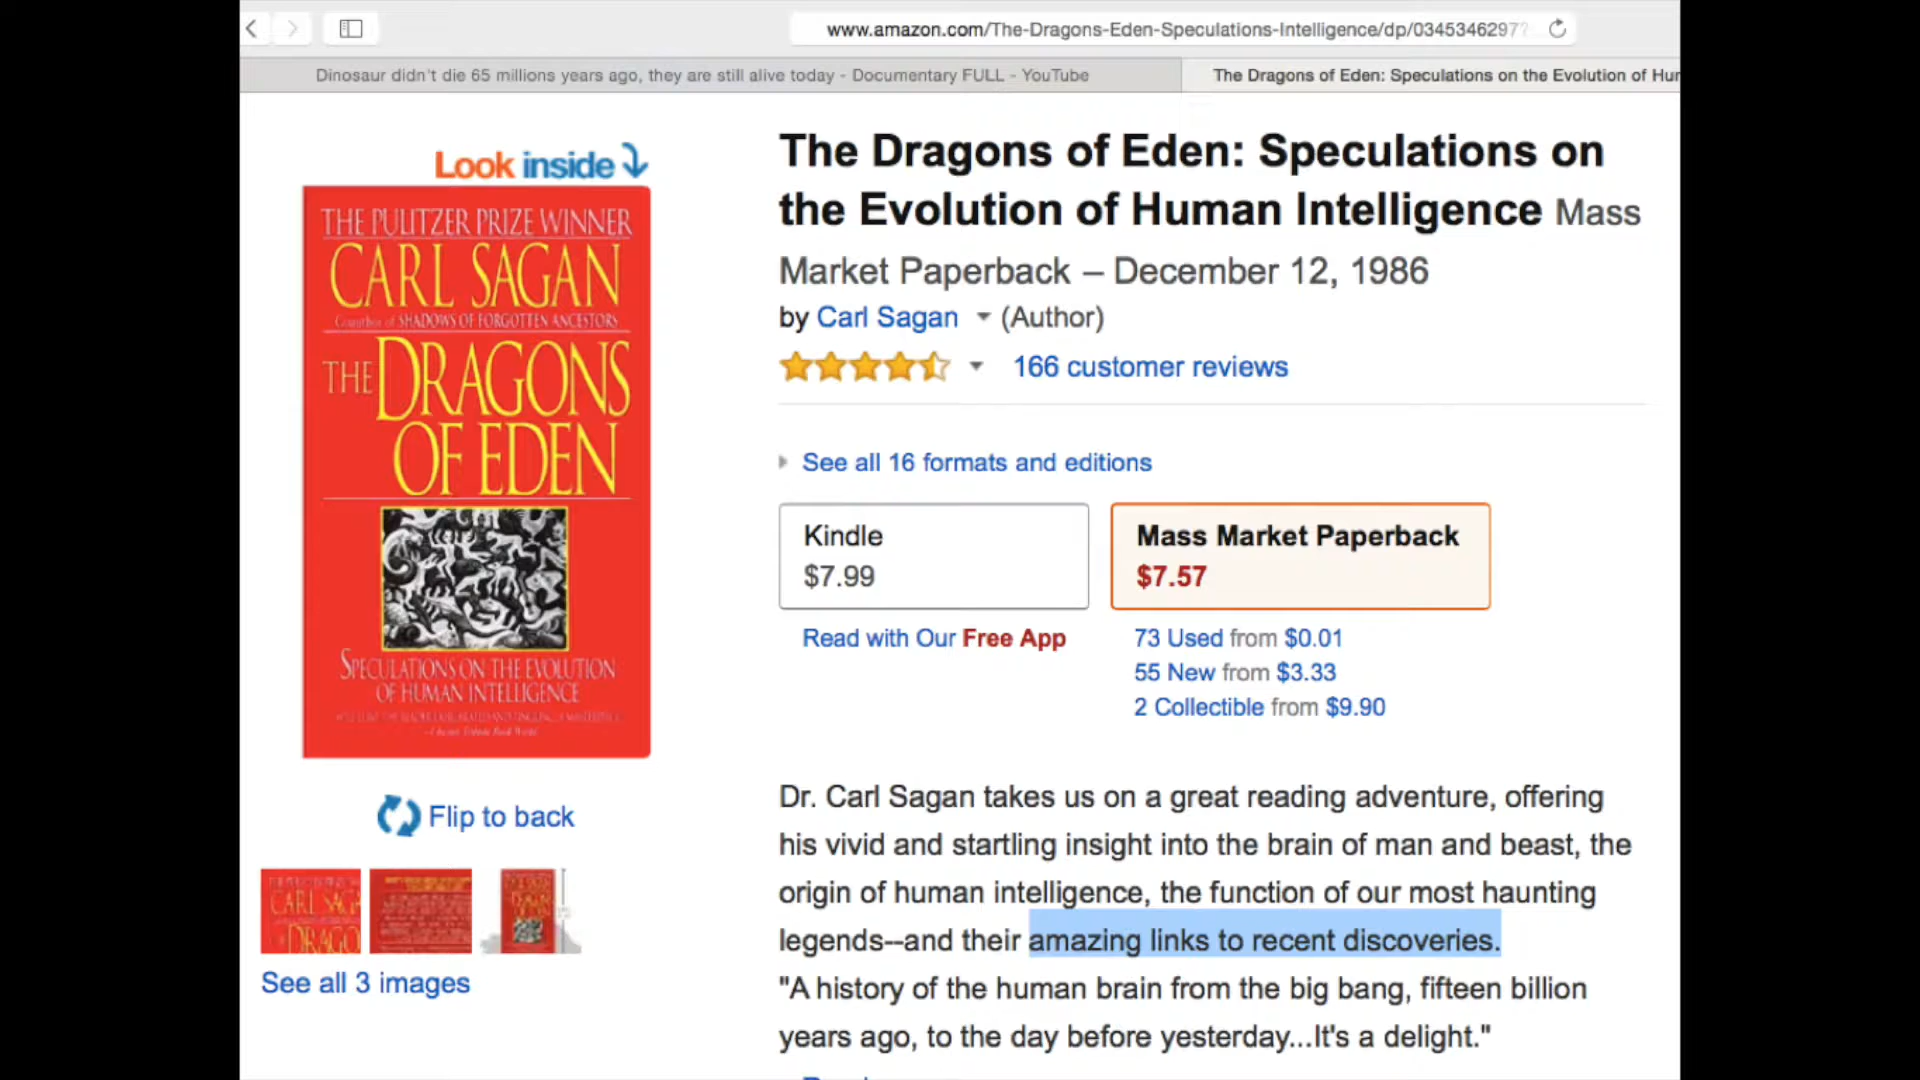 www.amazon.com/The-Dragons-Eden-Speculations-Intelligence/dp/0345346297?
Dinosaur didn't die 65 millions years ago, they are still alive today - Documentary FULL - YouTube
The Dragons of Eden: Speculations on the Evolution of Hu
Look inside
THE PULITZER PRIZE WINNER
CARL SAGAN
Coauthor of SHADOWS OF FORGOTTEN ANCESTORS
THE DRAGONS
OF EDEN
SPECULATIONS ON THE EVOLUTION
OF HUMAN INTELLIGENCE
Flip to back
See all 3 images
The Dragons of Eden: Speculations on
the Evolution of Human Intelligence Mass
Market Paperback – December 12, 1986
by Carl Sagan (Author)
166 customer reviews
See all 16 formats and editions
Kindle
$7.99
Read with Our Free App
Mass Market Paperback
$7.57
73 Used from $0.01
55 New from $3.33
2 Collectible from $9.90
Dr. Carl Sagan takes us on a great reading adventure, offering
his vivid and startling insight into the brain of man and beast, the
origin of human intelligence, the function of our most haunting
legends--and their amazing links to recent discoveries.
"A history of the human brain from the big bang, fifteen billion
years ago, to the day before yesterday...It's a delight."